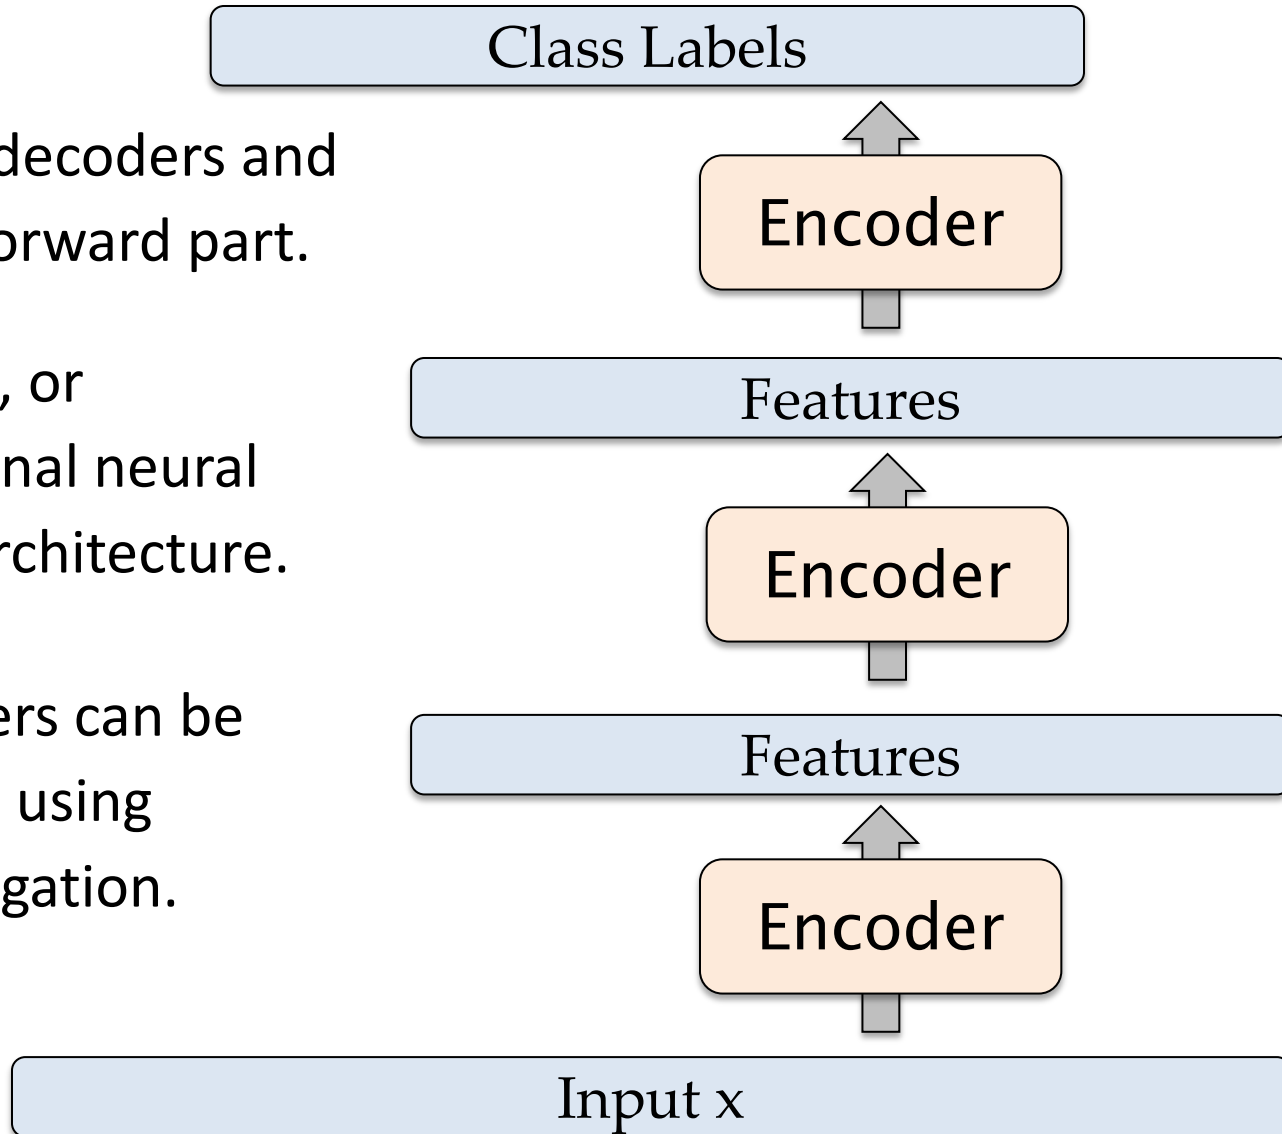 Class Labels
decoders and
orward part.
Encoder
, or
nal neural
rchitecture.
Features
Encoder
ers can be
using
gation.
Features
Encoder
Input x